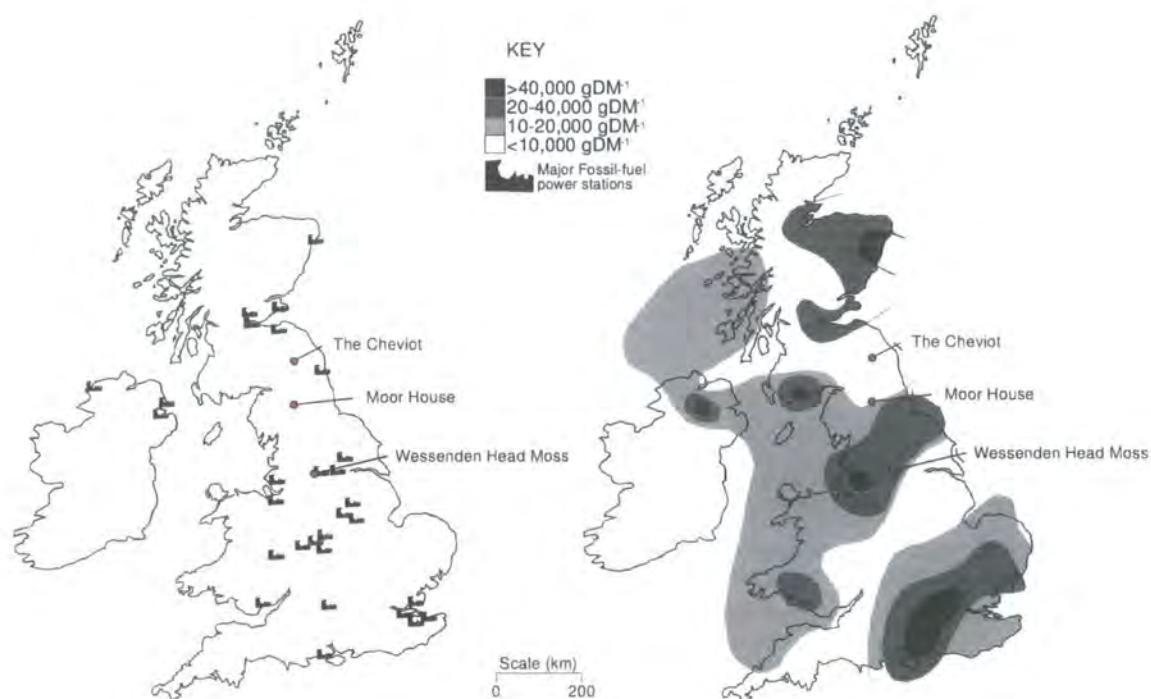 KEY
>40,000 gDM⁻¹
20-40,000 gDM⁻¹
10-20,000 gDM⁻¹
<10,000 gDM⁻¹
Major Fossil-fuel
power stations
The Cheviot
Moor House
Wessenden Head Moss
The Cheviot
Moor House
Wessenden Head Moss
Scale (km)
0 200